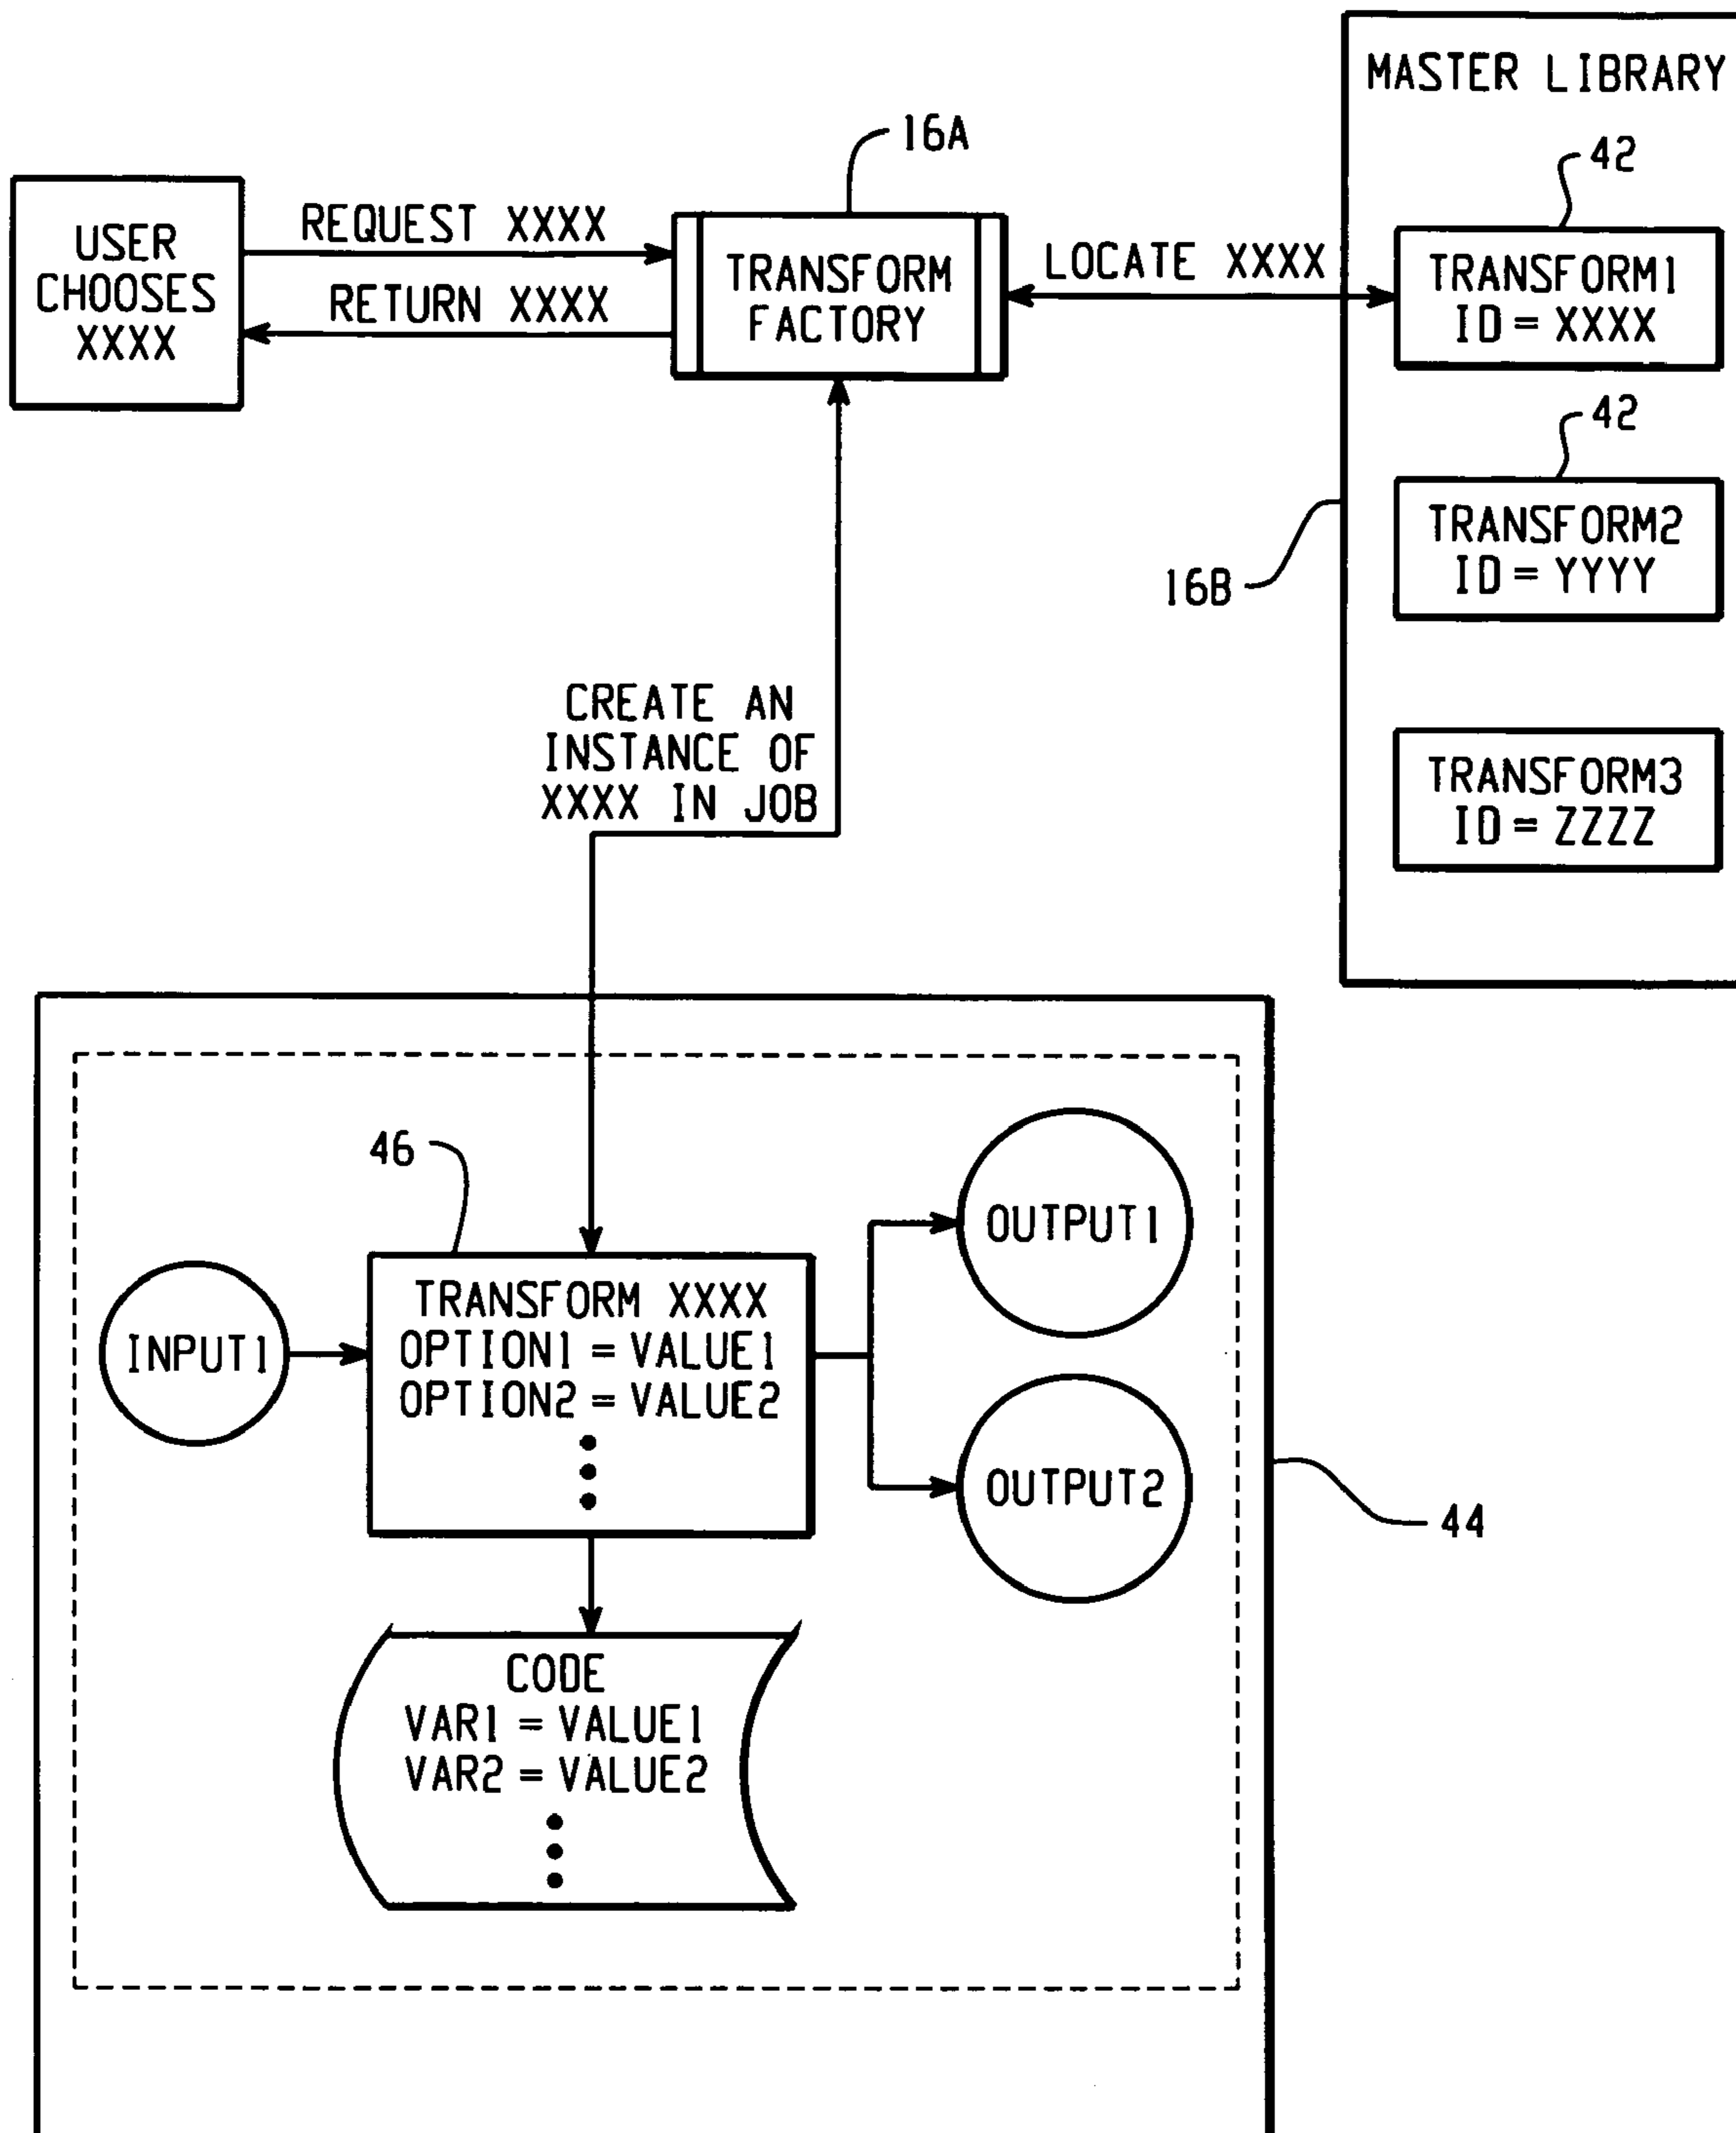 MASTER LIBRARY
16A
42
USER
CHOOSES
XXXX
REQUEST XXXX
RETURN XXXX
TRANSFORM
FACTORY
LOCATE XXXX
TRANSFORM1
ID = XXXX
42
TRANSFORM2
ID = YYYY
16B
CREATE AN
INSTANCE OF
XXXX IN JOB
TRANSFORM3
ID = ZZZZ
46
INPUT1
TRANSFORM XXXX
OPTION1 = VALUE1
OPTION2 = VALUE2
OUTPUT1
OUTPUT2
44
CODE
VAR1 = VALUE1
VAR2 = VALUE2